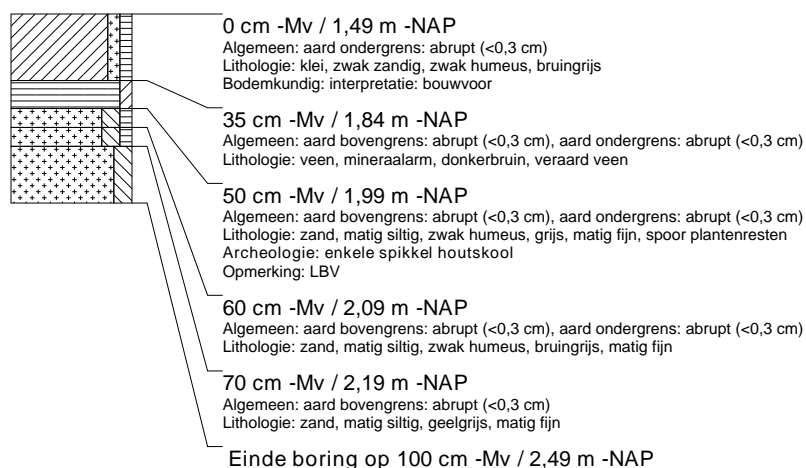 0 cm -Mv / 1,49 m -NAP
Algemeen: aard ondergrens: abrupt (<0,3 cm)
Lithologie: klei, zwak zandig, zwak humeus, bruingrijs
Bodemkundig: interpretatie: bouwvoor
35 cm -Mv / 1,84 m -NAP
Algemeen: aard bovengrens: abrupt (<0,3 cm), aard ondergrens: abrupt (<0,3 cm)
Lithologie: veen, mineraalarm, donkerbruin, veraard veen
50 cm -Mv / 1,99 m -NAP
Algemeen: aard bovengrens: abrupt (<0,3 cm), aard ondergrens: abrupt (<0,3 cm)
Lithologie: zand, matig siltig, zwak humeus, grijs, matig fijn, spoor plantenresten
Archeologie: enkele spikkel houtskool
Opmerking: LBV
60 cm -Mv / 2,09 m -NAP
Algemeen: aard bovengrens: abrupt (<0,3 cm), aard ondergrens: abrupt (<0,3 cm)
Lithologie: zand, matig siltig, zwak humeus, bruingrijs, matig fijn
70 cm -Mv / 2,19 m -NAP
Algemeen: aard bovengrens: abrupt (<0,3 cm)
Lithologie: zand, matig siltig, geelgrijs, matig fijn
Einde boring op 100 cm -Mv / 2,49 m -NAP